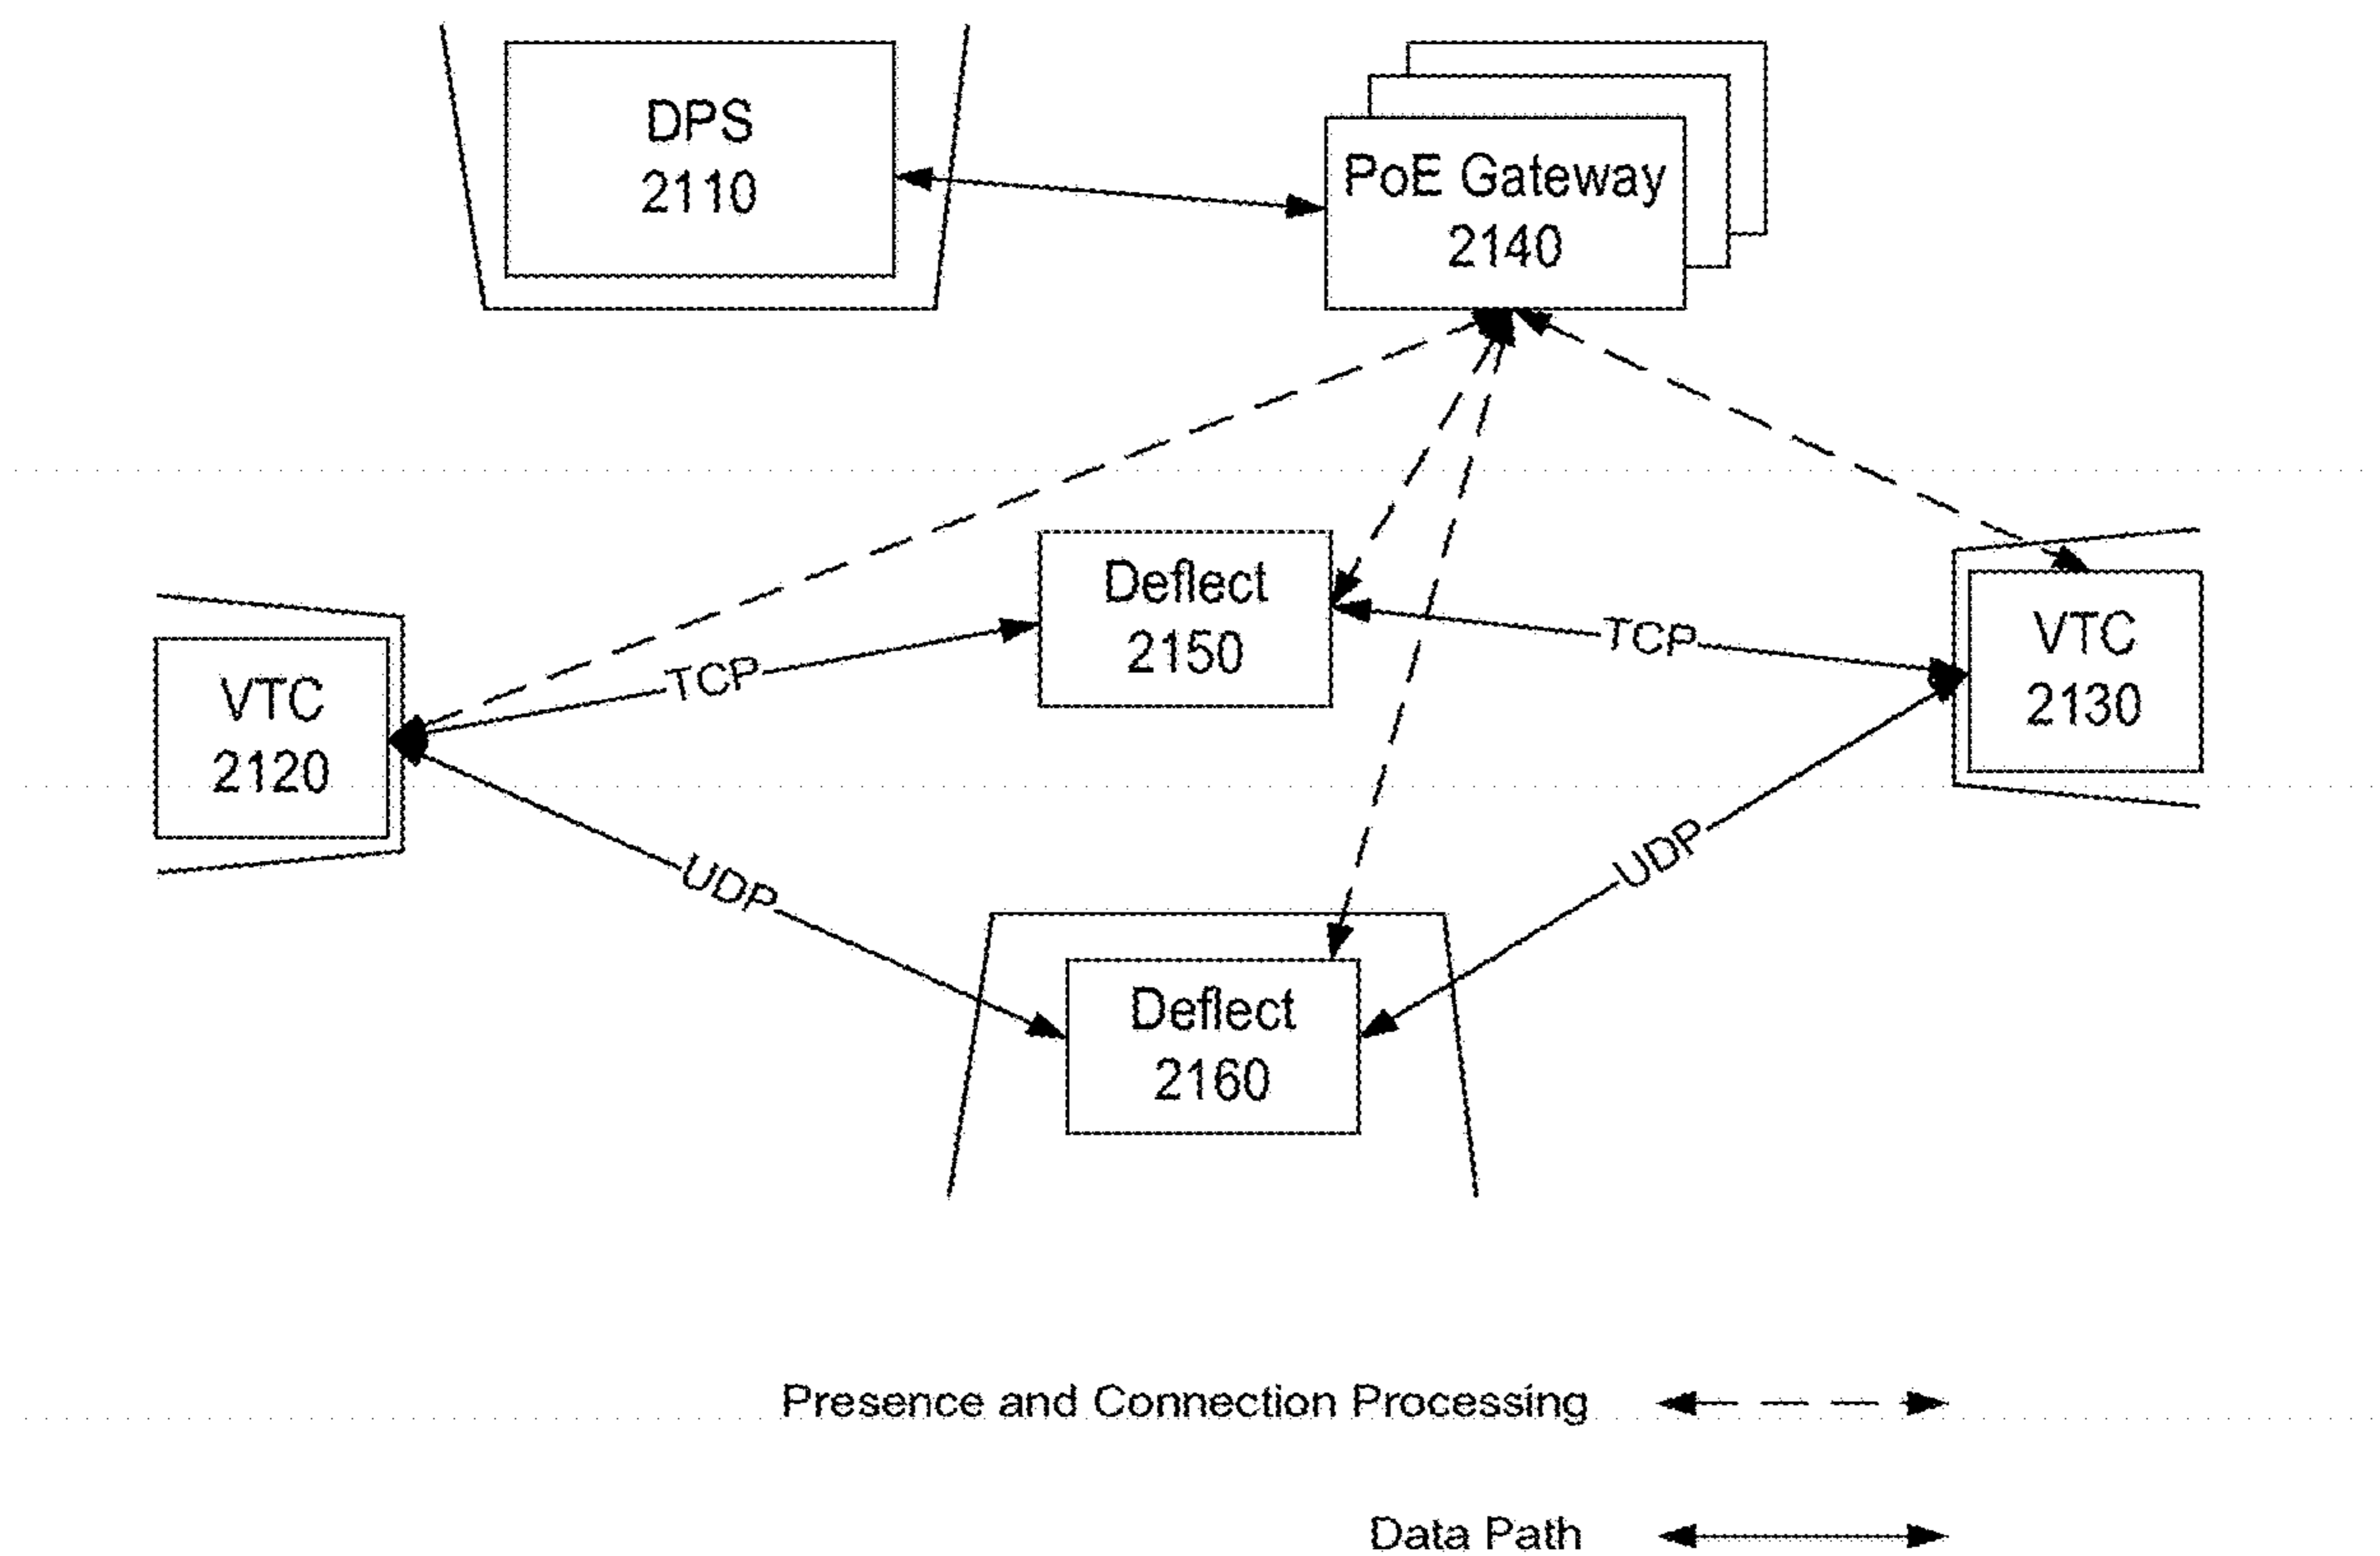 DPS
2110
PoE Gateway
2140
Deflect
2150
TCP
TCP
VTC
2120
VTC
2130
UDP
UDP
Deflect
2160
Presence and Connection Processing
Data Path